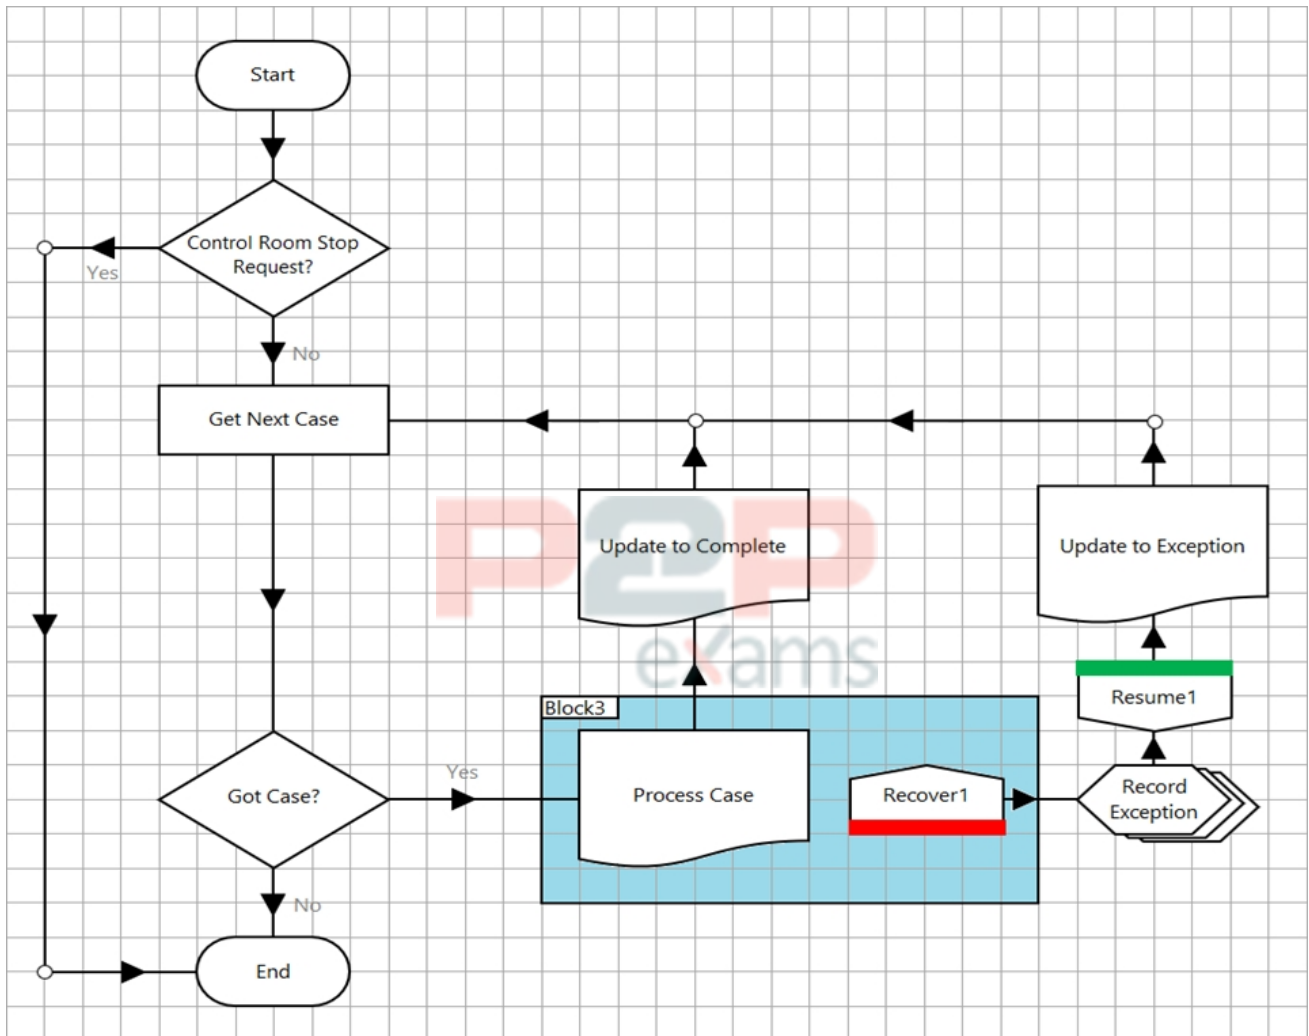 Start
Control Room Stop
Request?
Yes
No
Get Next Case
Update to Complete
Update to Exception
P2P
exams
Block3
Resume1
Got Case?
Yes
Process Case
Recover1
Record
Exception
No
End